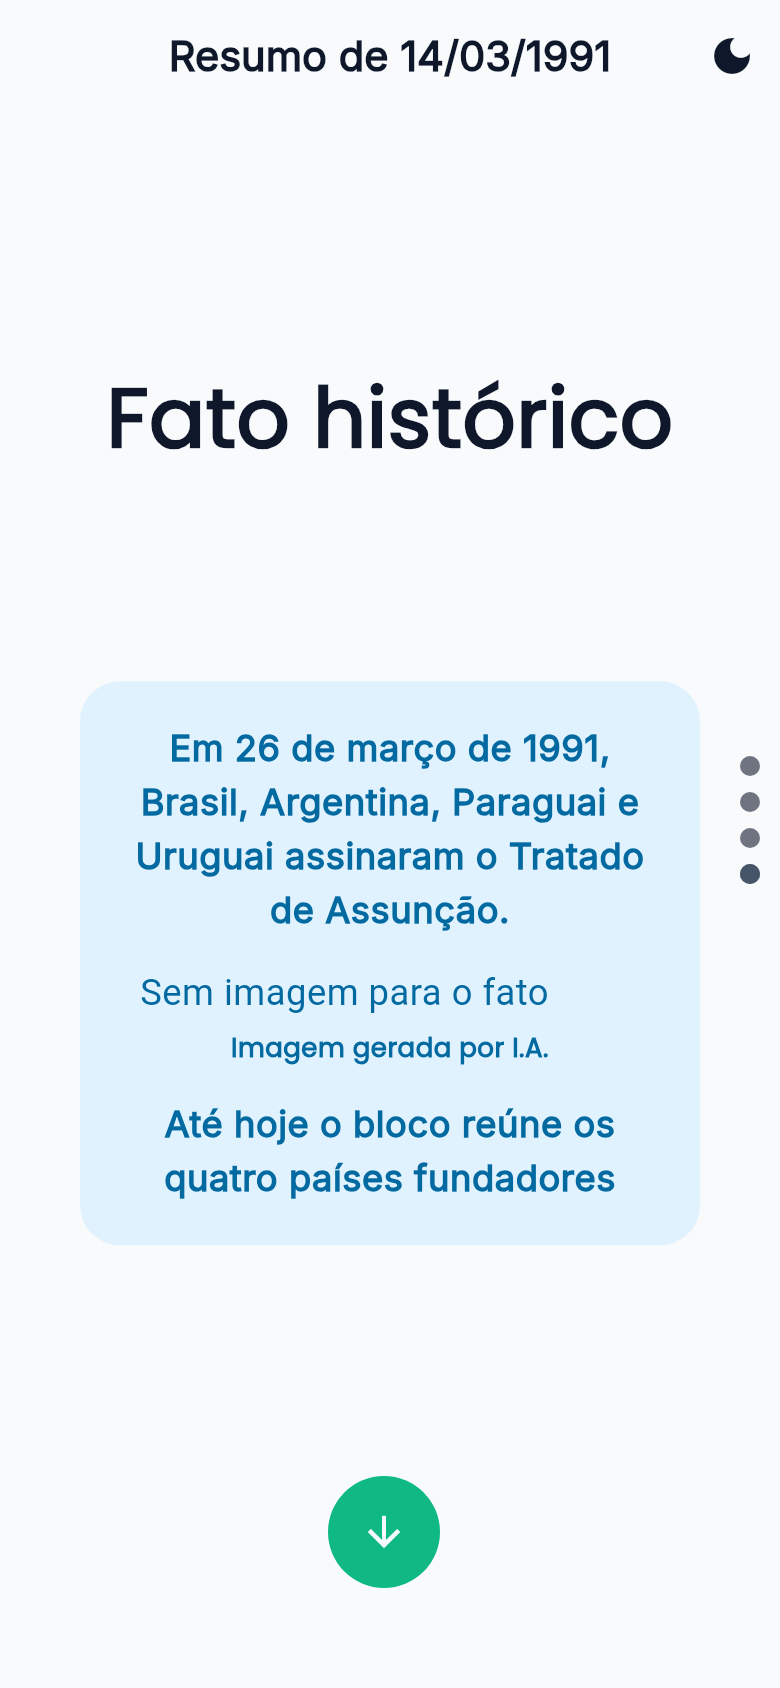 Resumo de 14/03/1991
Fato histórico
Em 26 de março de 1991,
Brasil, Argentina, Paraguai e
Uruguai assinaram o Tratado
de Assunção.
Sem imagem para o fato
Imagem gerada por I.A.
Até hoje o bloco reúne os
quatro países fundadores